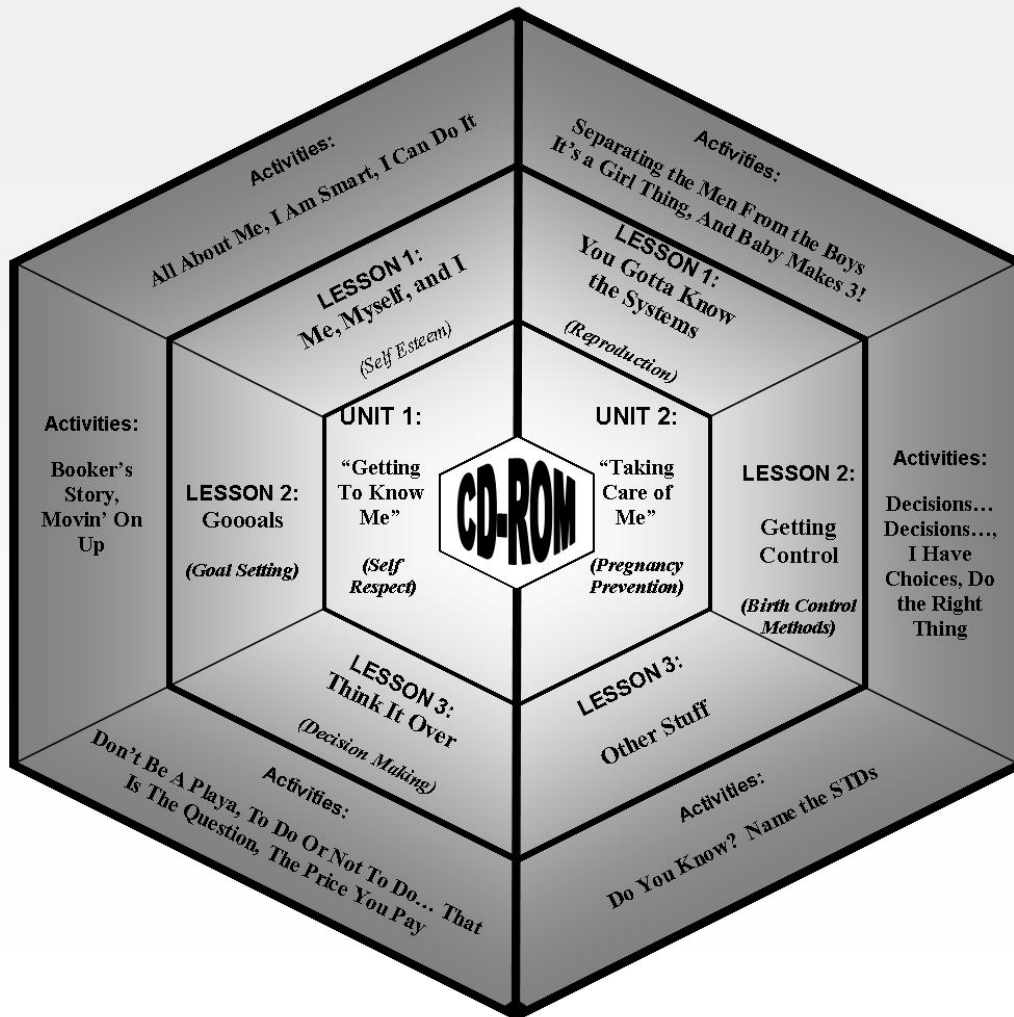 Activities:
All About Me, I Am Smart, I Can Do It
LESSON 1:
Me, Myself, and I
(Self Esteem)
Activities:
Separating the Men From the Boys
It's a Girl Thing, And Baby Makes 3!
LESSON 1:
You Gotta Know
the Systems
(Reproduction)
Activities:
Booker's
Story,
Movin' On
Up
LESSON 2:
Goooals
(Goal Setting)
UNIT 1:
“Getting
To Know
Me”
(Self
Respect)
CD-ROM
UNIT 2:
“Taking
Care of
Me”
(Pregnancy
Prevention)
LESSON 2:
Getting
Control
(Birth Control
Methods)
Activities:
Decisions…
Decisions…,
I Have
Choices, Do
the Right
Thing
LESSON 3:
Think It Over
(Decision Making)
Activities:
Don't Be A Playa, To Do Or Not To Do… That
Is The Question, The Price You Pay
LESSON 3:
Other Stuff
Activities:
Do You Know? Name the STDs